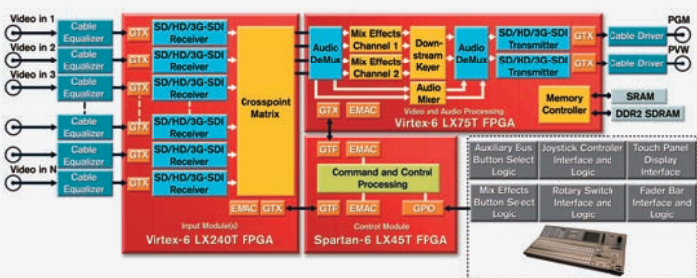 Video in 1
Video in 2
Video in 3
Video in N
Cable
Equalizer
Cable
Equalizer
Cable
Equalizer
Cable
Equalizer
Cable
Equalizer
Cable
Equalizer
GTX
GTX
GTX
GTX
GTX
GTX
SD/HD/3G-SDI
Receiver
SD/HD/3G-SDI
Receiver
SD/HD/3G-SDI
Receiver
SD/HD/3G-SDI
Receiver
SD/HD/3G-SDI
Receiver
SD/HD/3G-SDI
Receiver
Crosspoint
Matrix
EMAC GTX
Input Module(s)
Virtex-6 LX240T FPGA
Audio
DeMux
Mix Effects
Channel 1
Mix Effects
Channel 2
Down-
stream
Keyer
Audio
Mixer
Audio
DeMux
SD/HD/3G-SDI
Transmitter
SD/HD/3G-SDI
Transmitter
GTX
GTX
Cable Driver
Cable Driver
PGM
PVW
GTX EMAC
Video and Audio Processing
Virtex-6 LX75T FPGA
Memory
Controller
SRAM
DDR2 SDRAM
GTF EMAC
Command and Control
Processing
GTF EMAC GPIO
Control Module
Spartan-6 LX45T FPGA
Auxiliary Bus
Button Select
Logic
Joystick Controller
Interface and
Logic
Touch Panel
Display
Interface
Mix Effects
Button Select
Logic
Rotary Switch
Interface and
Logic
Fader Bar
Interface and
Logic